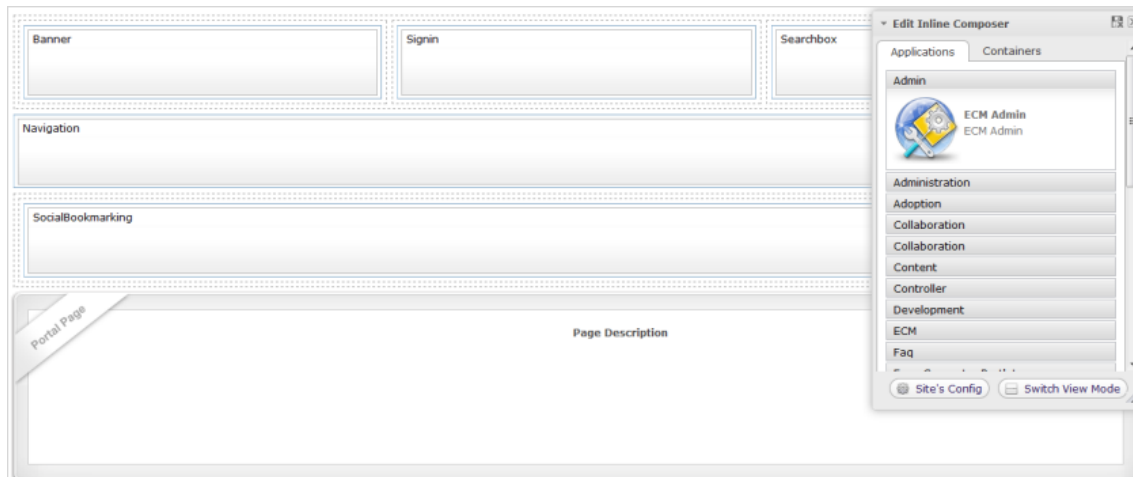 Banner
Signin
Searchbox
Navigation
SocialBookmarking
Portal Page
Page Description
Edit Inline Composer
Applications
Containers
Admin
ECM Admin
ECM Admin
Administration
Adoption
Collaboration
Collaboration
Content
Controller
Development
ECM
Faq
Site's Config
Switch View Mode